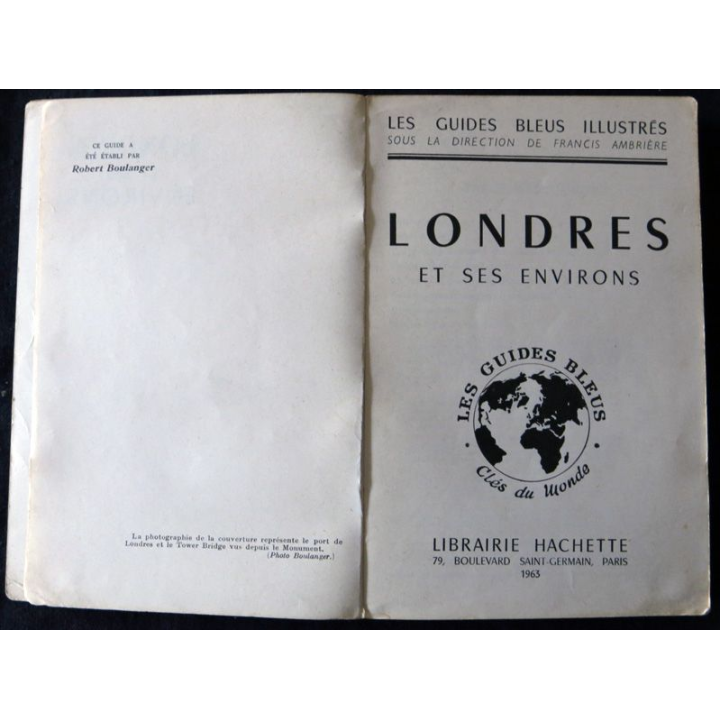 CE GUIDE A
ÉTÉ ÉTABLI PAR
Robert Boulanger
La photographie de la couverture représente le port de
Londres et le Tower Bridge vus depuis le Monument.
(Photo Boulanger.)
LES GUIDES BLEUS ILLUSTRÉS
SOUS LA DIRECTION DE FRANCIS AMBRIÈRE
LONDRES
ET SES ENVIRONS
LES GUIDES BLEUS
Clés du Monde
LIBRAIRIE HACHETTE
79, BOULEVARD SAINT-GERMAIN, PARIS
1963